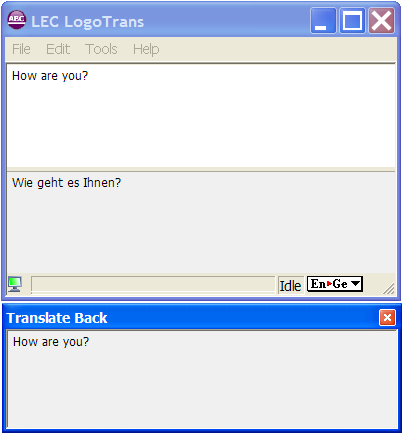 ABC LEC LogoTrans
File Edit Tools Help
How are you?
Wie geht es Ihnen?
Idle En▸Ge
Translate Back
How are you?